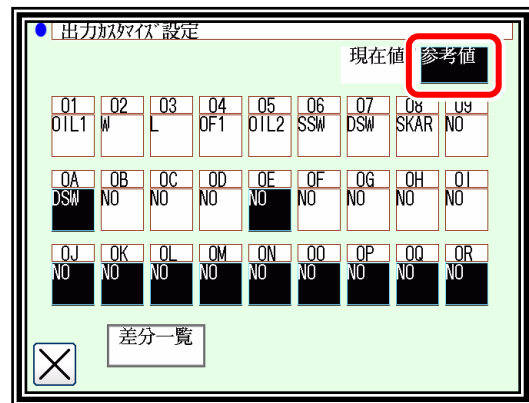 出力ｶｽﾀﾏｲｽﾞ設定
現在値 参考値
01 02 03 04 05 06 07 08 09
OIL1 W L OF1 OIL2 SSW DSW SKAR NO
0A 0B 0C 0D 0E 0F 0G 0H 0I
DSW NO NO NO NO NO NO NO NO
0J 0K 0L 0M 0N 0O 0P 0Q 0R
NO NO NO NO NO NO NO NO NO
差分一覧